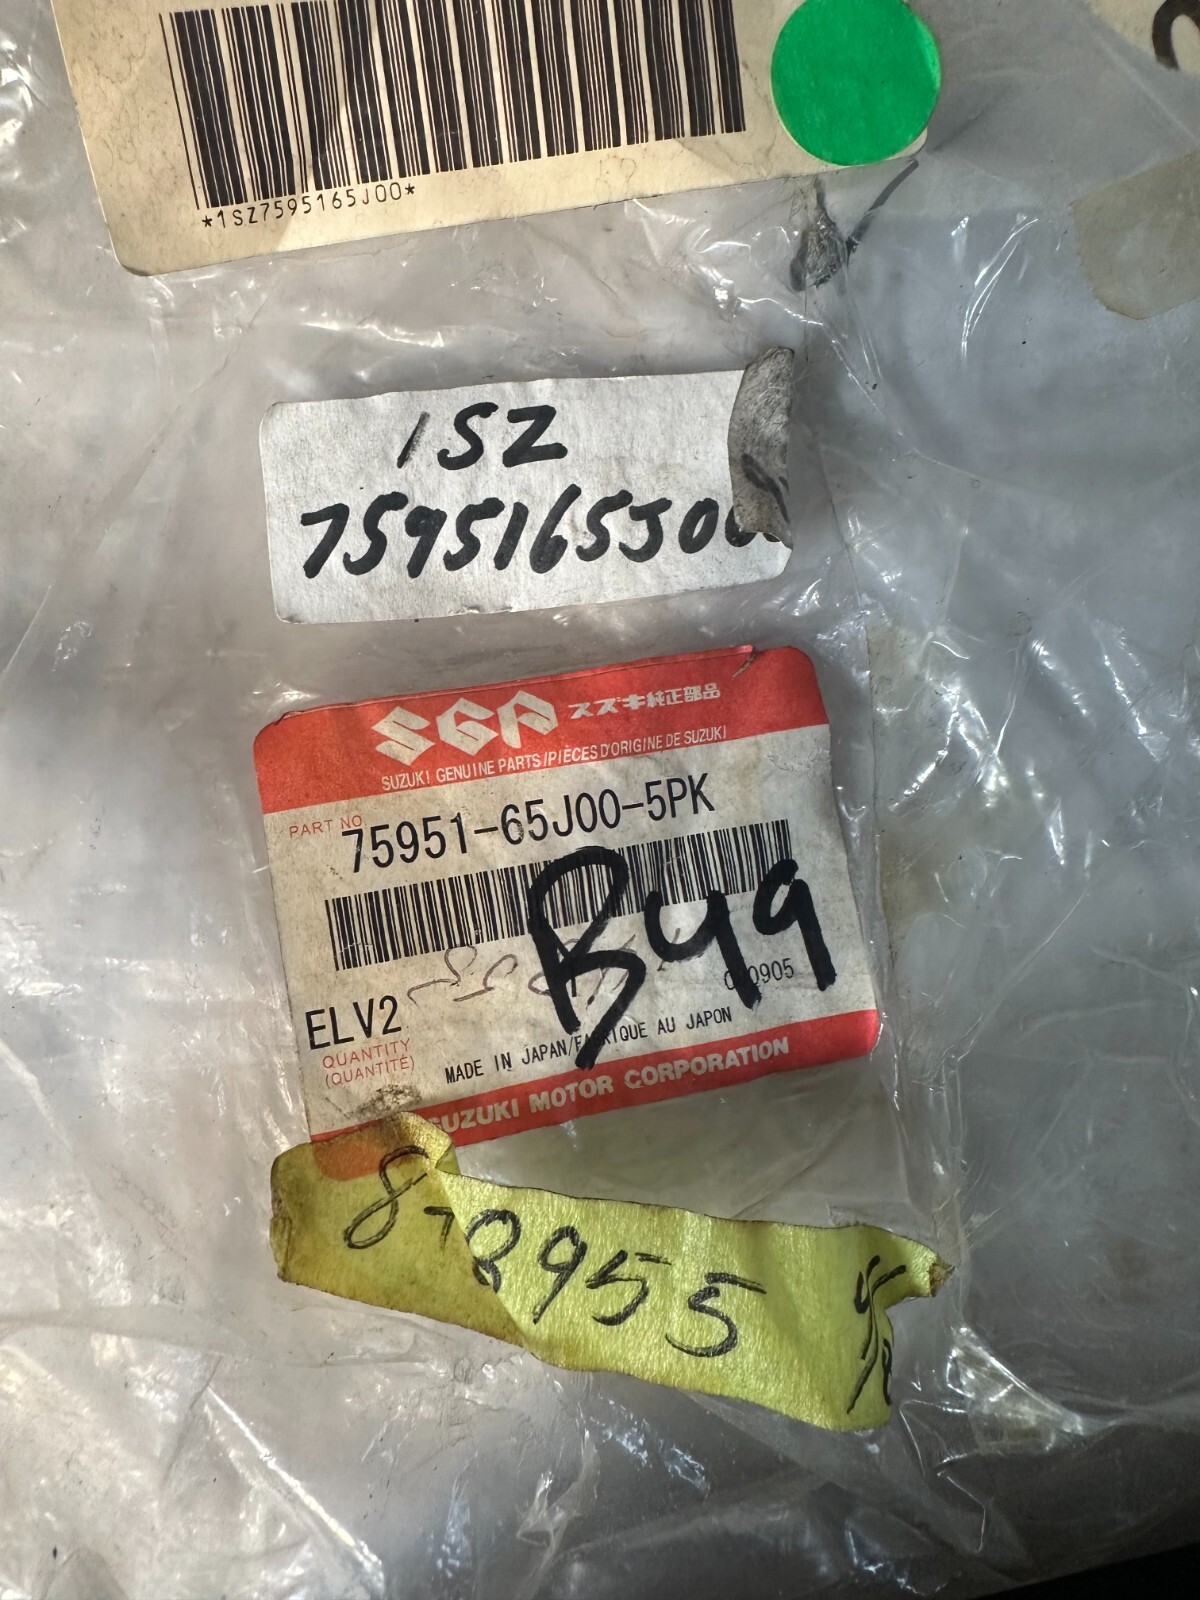 *1SZ7595165J00*
1SZ
7595165J00
SGP スズキ純正部品
SUZUKI GENUINE PARTS/PIÈCES D'ORIGINE DE SUZUKI
PART NO
75951-65J00-5PK
B49
ELV2
QUANTITY
(QUANTITÉ)
MADE IN JAPAN/FABRIQUE AU JAPON
SUZUKI MOTOR CORPORATION
8-8955